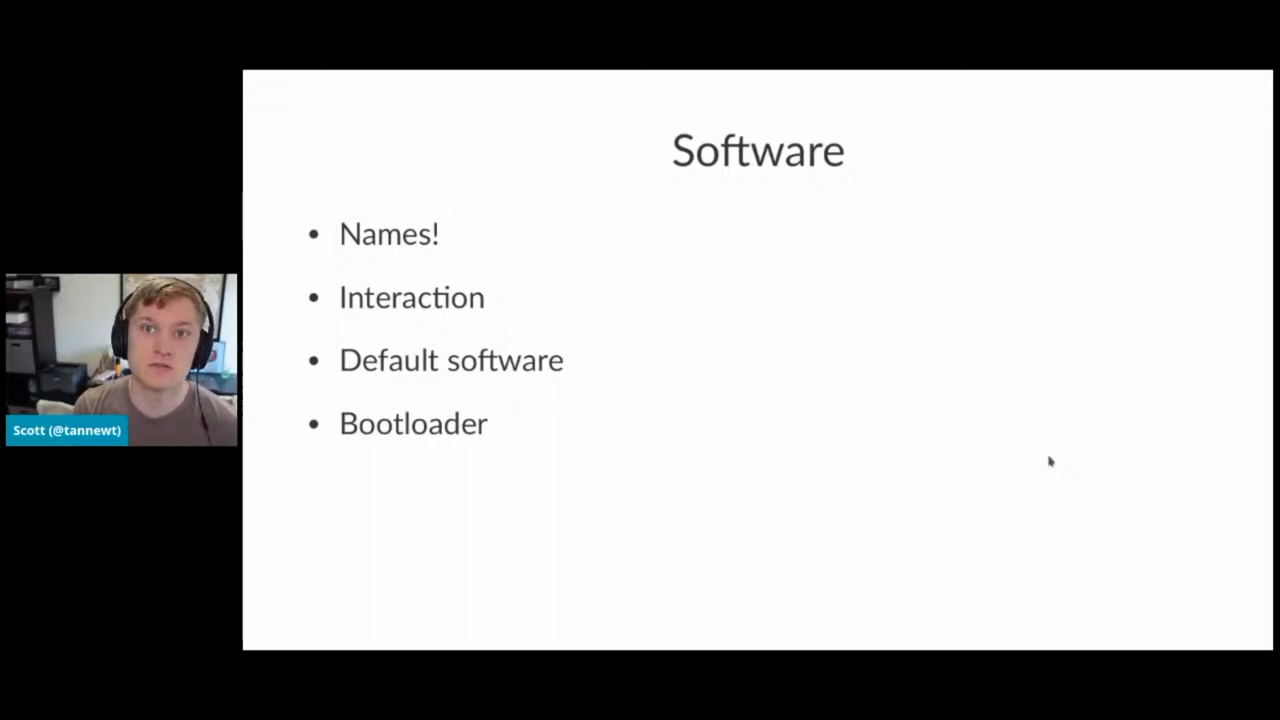 Software
• Names!
• Interaction
• Default software
• Bootloader
Scott (@tannewt)